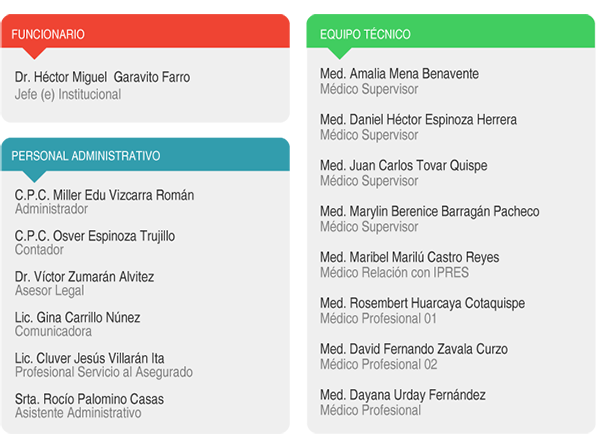 FUNCIONARIO
Dr. Héctor Miguel Garavito Farro
Jefe (e) Institucional
PERSONAL ADMINISTRATIVO
C.P.C. Miller Edu Vizcarra Román
Administrador
C.P.C. Osver Espinoza Trujillo
Contador
Dr. Víctor Zumarán Alvitez
Asesor Legal
Lic. Gina Carrillo Núnez
Comunicadora
Lic. Cluver Jesús Villarán Ita
Profesional Servicio al Asegurado
Srta. Rocío Palomino Casas
Asistente Administrativo
EQUIPO TÉCNICO
Med. Amalia Mena Benavente
Médico Supervisor
Med. Daniel Héctor Espinoza Herrera
Médico Supervisor
Med. Juan Carlos Tovar Quispe
Médico Supervisor
Med. Marylin Berenice Barragán Pacheco
Médico Supervisor
Med. Maribel Marilú Castro Reyes
Médico Relación con IPRES
Med. Rosembert Huarcaya Cotaquispe
Médico Profesional 01
Med. David Fernando Zavala Curzo
Médico Profesional 02
Med. Dayana Urday Fernández
Médico Profesional